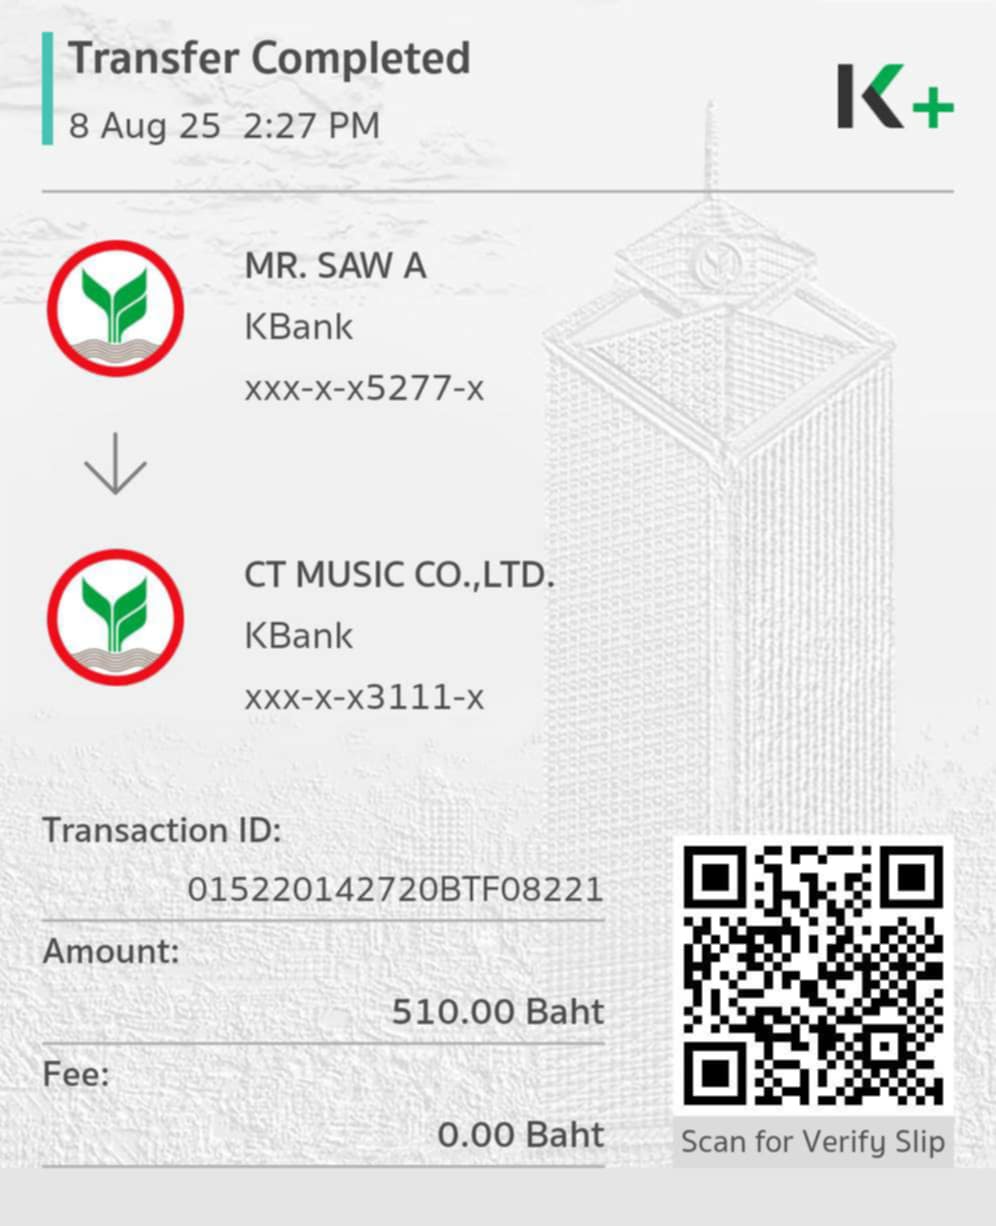 Transfer Completed
8 Aug 25 2:27 PM
K+
MR. SAW A
KBank
xxx-x-x5277-x
CT MUSIC CO.,LTD.
KBank
xxx-x-x3111-x
Transaction ID:
015220142720BTF08221
Amount:
510.00 Baht
Fee:
0.00 Baht
Scan for Verify Slip